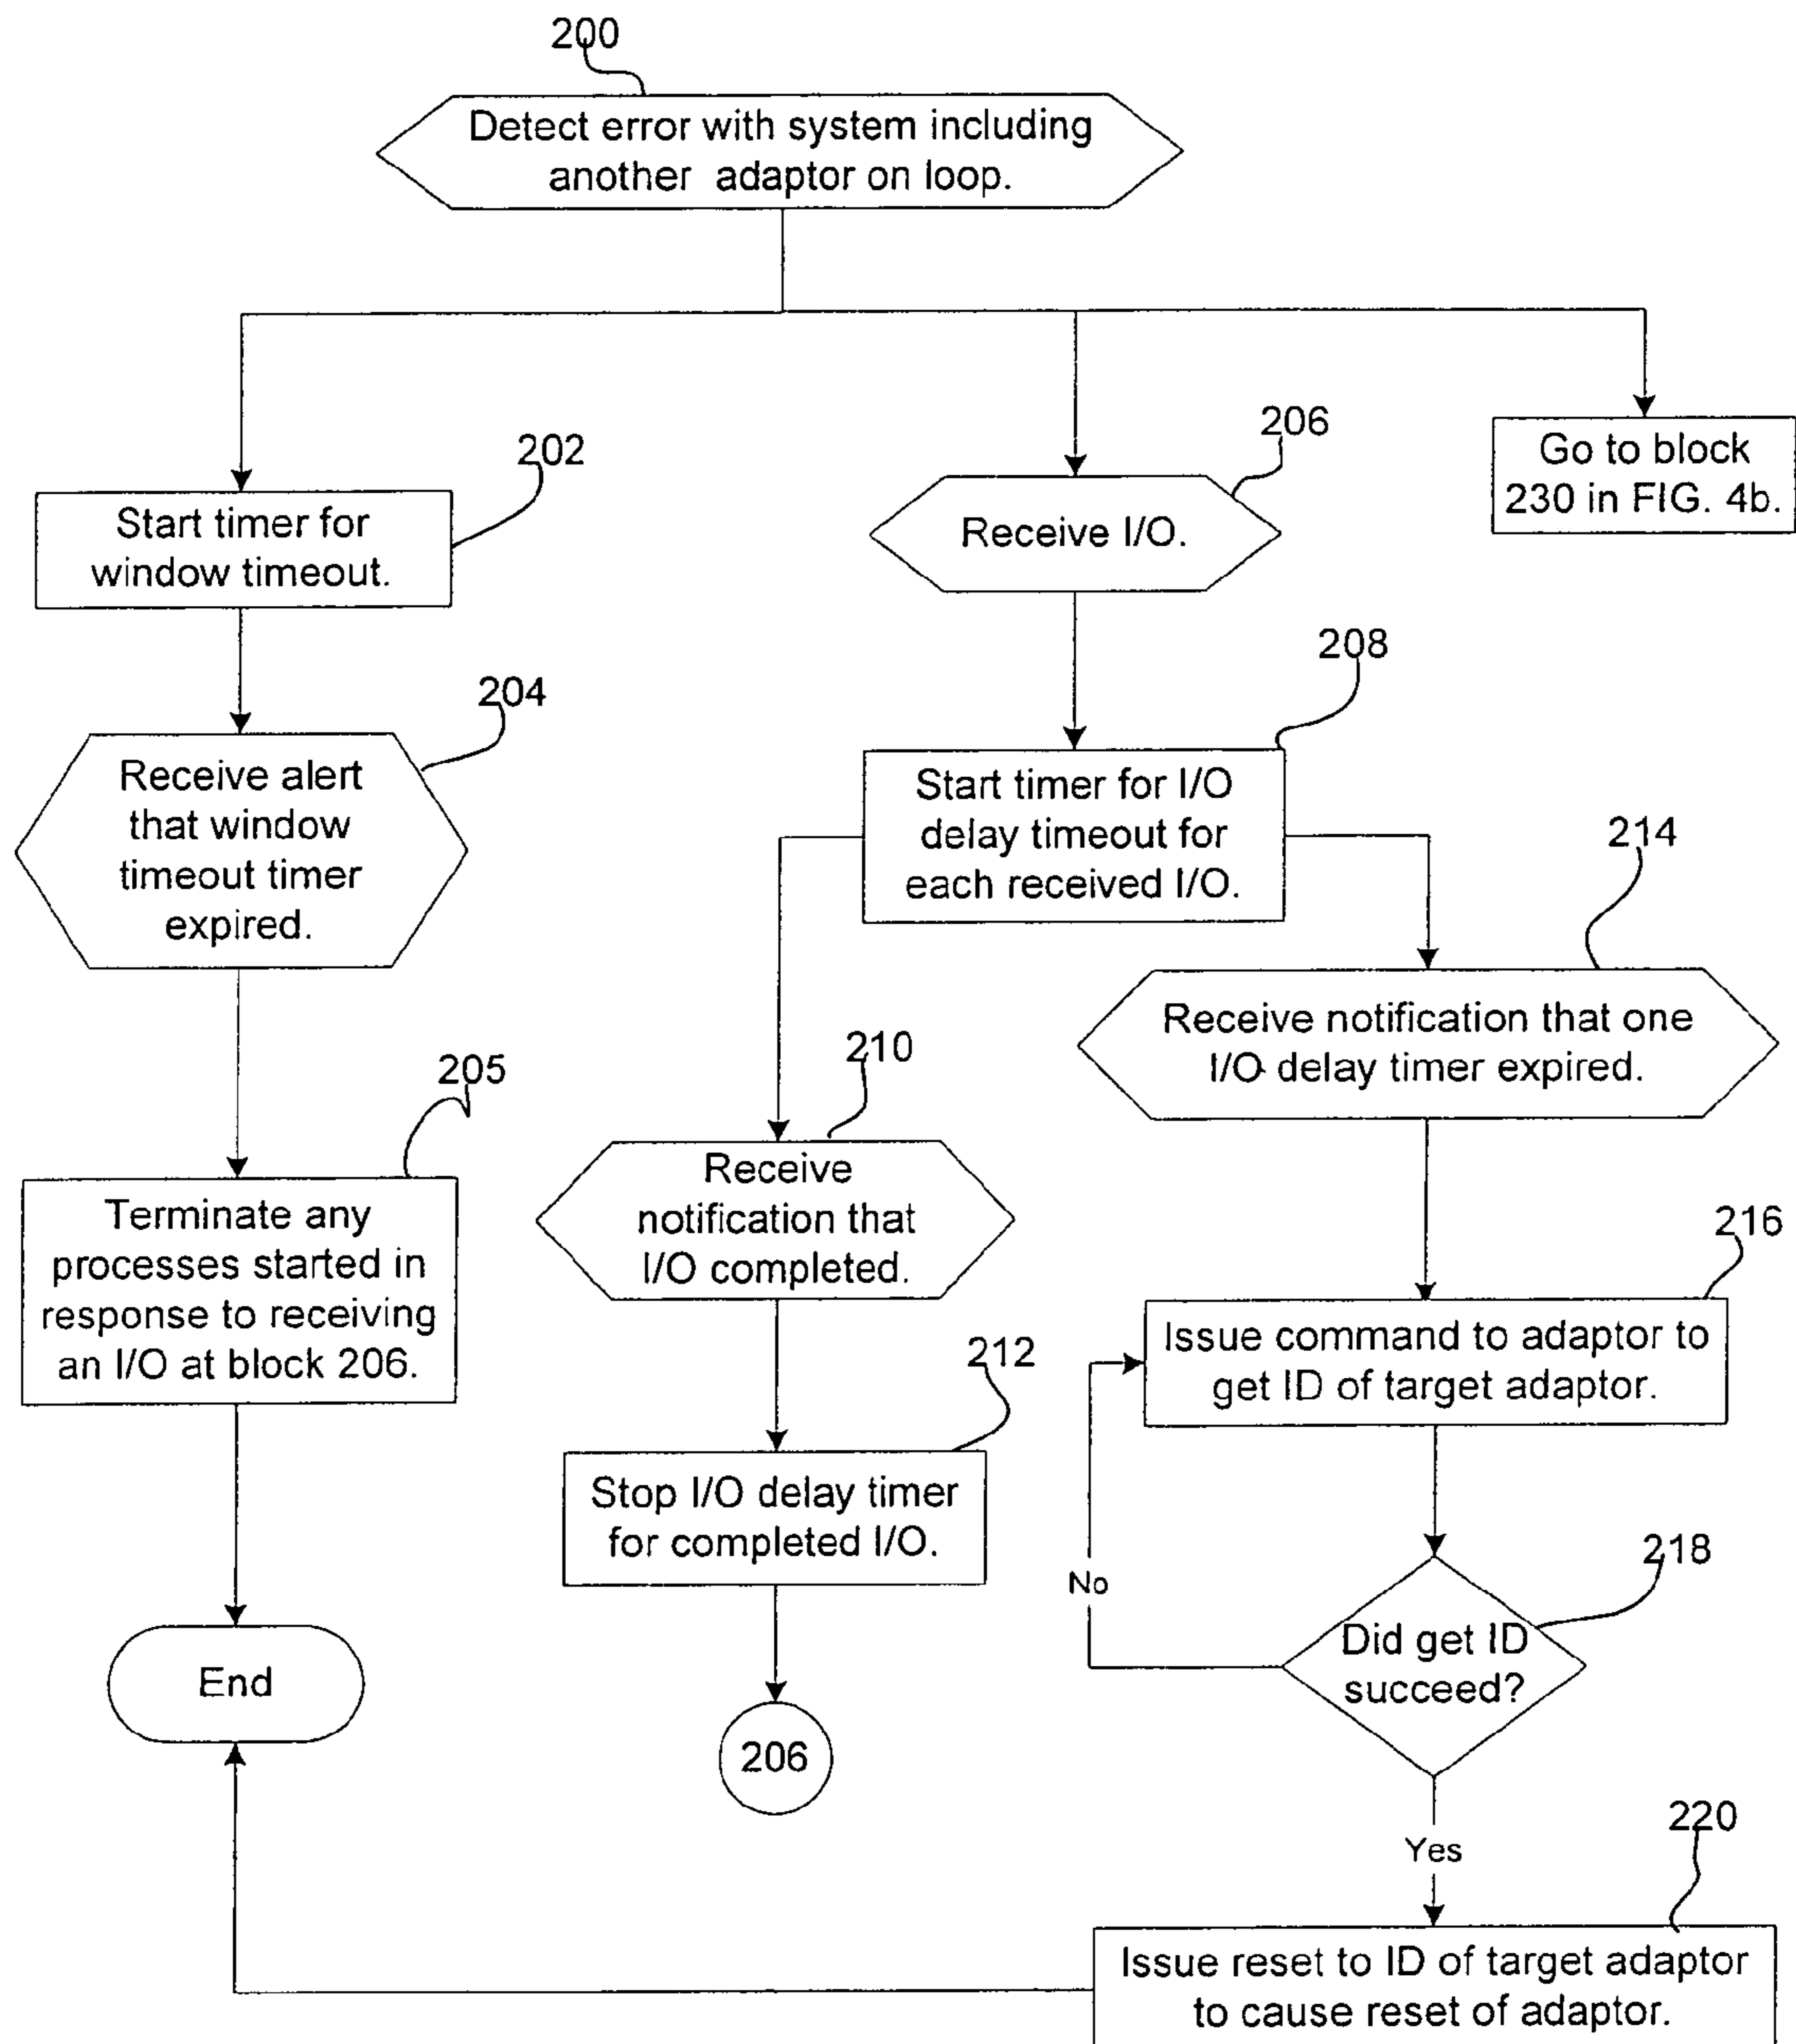 200
Detect error with system including
another adaptor on loop.
202
Start timer for
window timeout.
206
Receive I/O.
Go to block
230 in FIG. 4b.
204
Receive alert
that window
timeout timer
expired.
208
Start timer for I/O
delay timeout for
each received I/O.
214
Receive notification that one
I/O delay timer expired.
205
Terminate any
processes started in
response to receiving
an I/O at block 206.
210
Receive
notification that
I/O completed.
216
Issue command to adaptor to
get ID of target adaptor.
212
Stop I/O delay timer
for completed I/O.
218
Did get ID
succeed?
No
End
206
Yes
220
Issue reset to ID of target adaptor
to cause reset of adaptor.